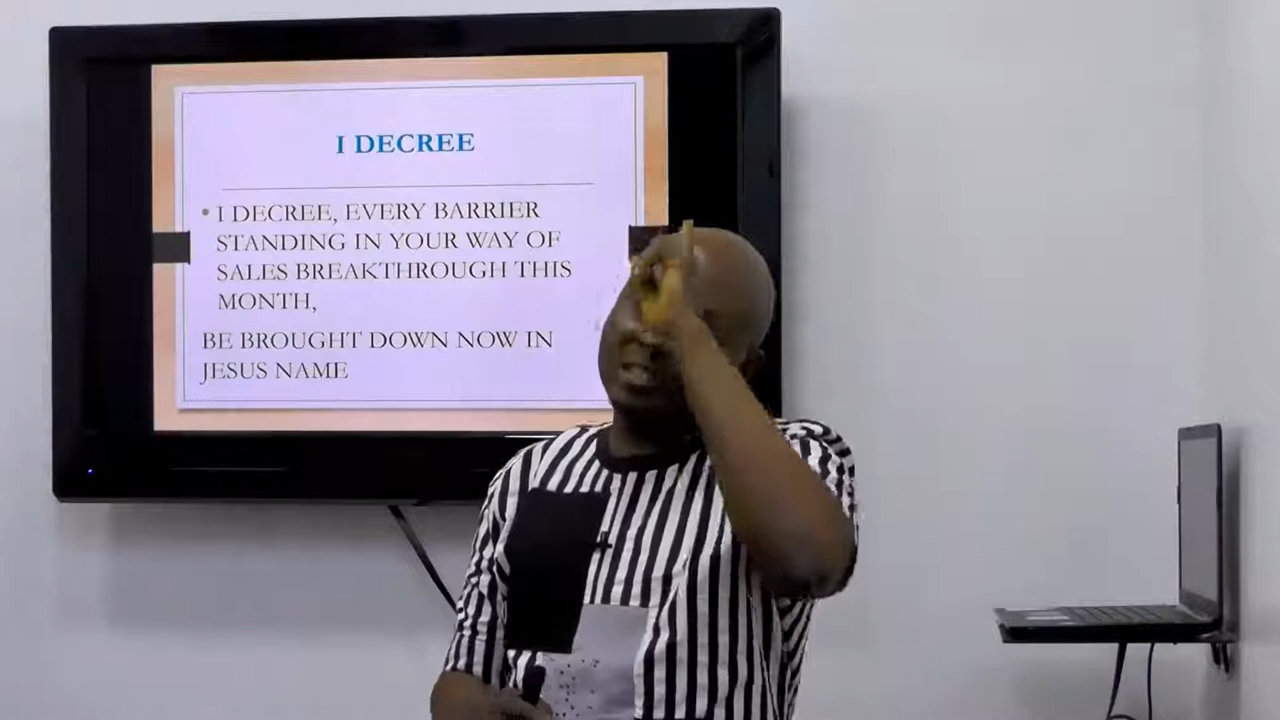 I DECREE
• I DECREE, EVERY BARRIER
STANDING IN YOUR WAY OF
SALES BREAKTHROUGH THIS
MONTH,
BE BROUGHT DOWN NOW IN
JESUS NAME